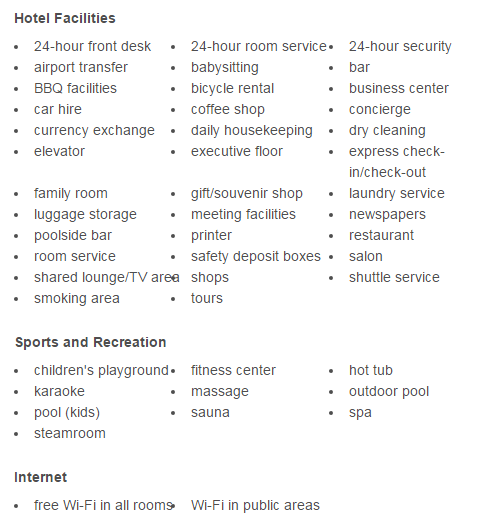 Hotel Facilities
24-hour front desk 24-hour room service 24-hour security
airport transfer babysitting bar
BBQ facilities bicycle rental business center
car hire coffee shop concierge
currency exchange daily housekeeping dry cleaning
elevator executive floor express check-
in/check-out
family room gift/souvenir shop laundry service
luggage storage meeting facilities newspapers
poolside bar printer restaurant
room service safety deposit boxes salon
shared lounge/TV area shops shuttle service
smoking area tours
Sports and Recreation
children's playground fitness center hot tub
karaoke massage outdoor pool
pool (kids) sauna spa
steamroom
Internet
free Wi-Fi in all rooms Wi-Fi in public areas